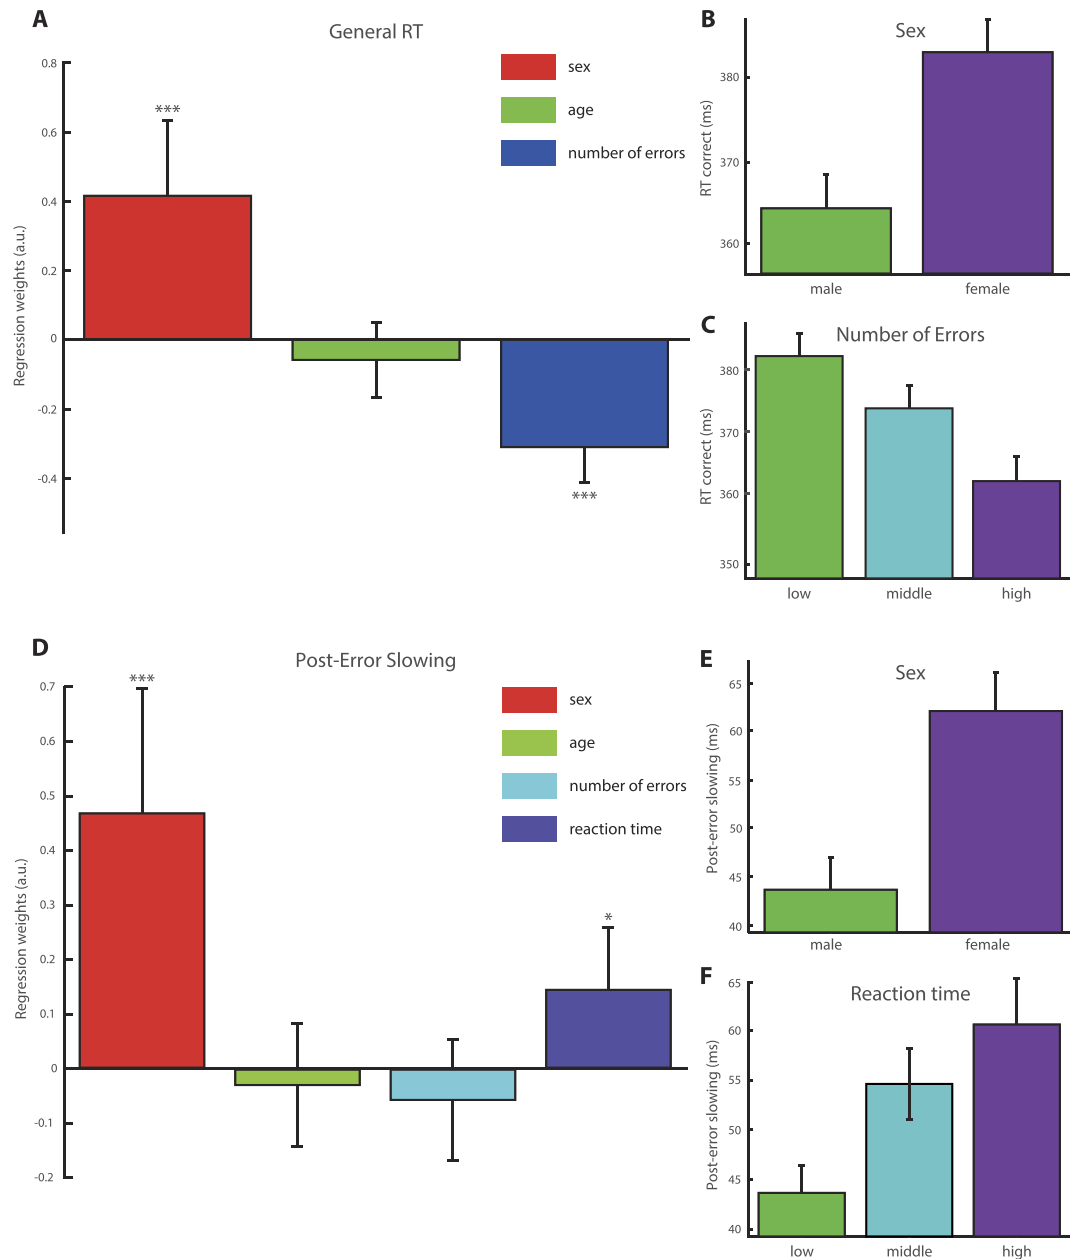 A
General RT
sex
age
number of errors
***
***
0.8
0.6
0.4
0.2
0
-0.2
-0.4
Regression weights (a.u.)
B
Sex
380
370
360
RT correct (ms)
male
female
C
Number of Errors
380
370
360
350
RT correct (ms)
low
middle
high
D
Post-Error Slowing
sex
age
number of errors
reaction time
***
*
0.7
0.6
0.5
0.4
0.3
0.2
0.1
0
-0.1
-0.2
Regression weights (a.u.)
E
Sex
65
60
55
50
45
40
Post-error slowing (ms)
male
female
F
Reaction time
65
60
55
50
45
40
Post-error slowing (ms)
low
middle
high